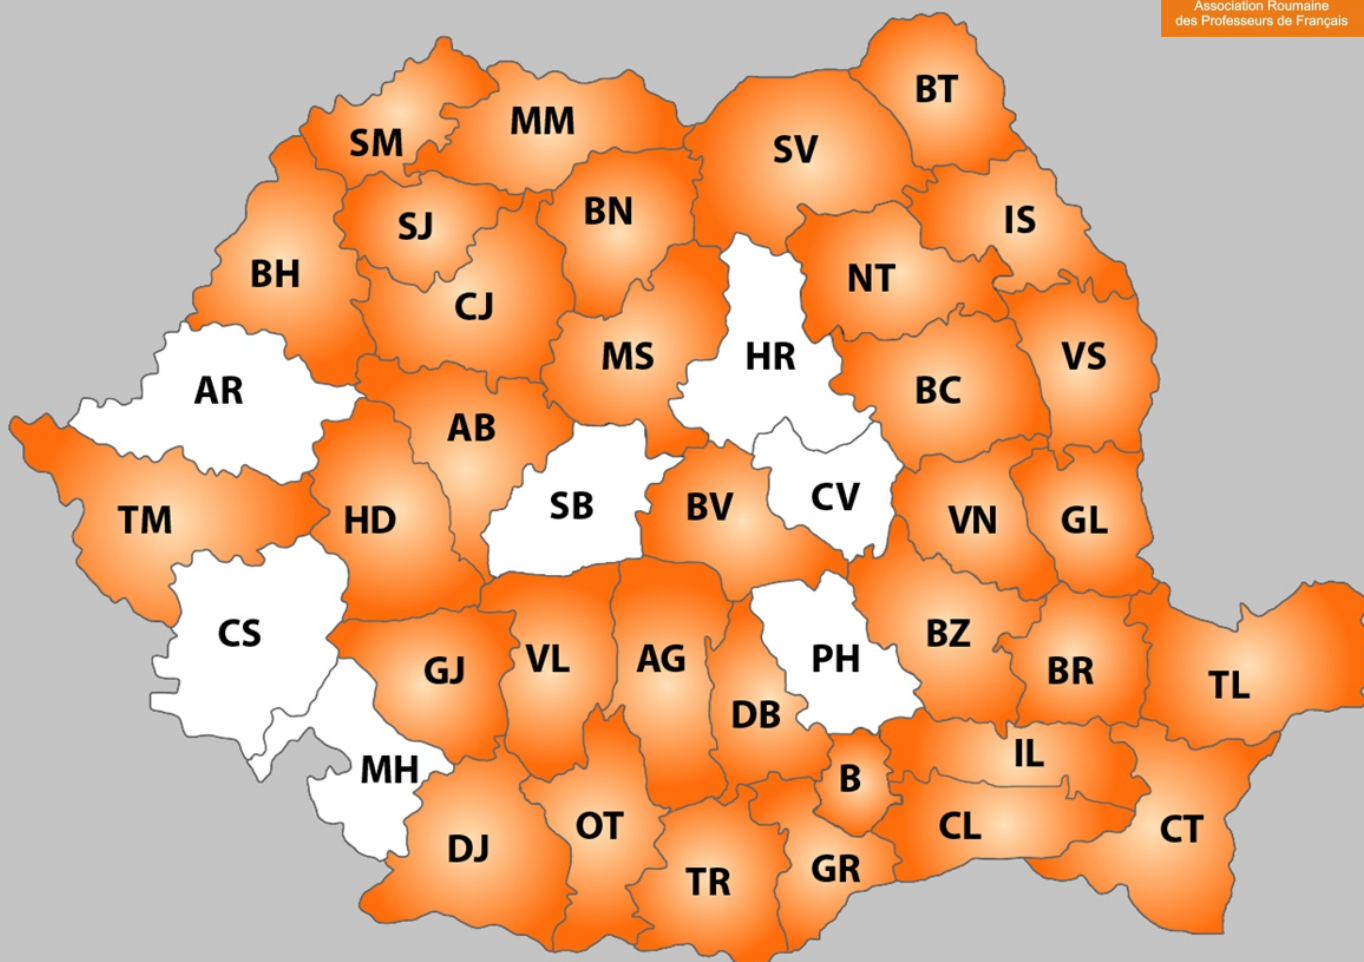 Association Roumaine
des Professeurs de Français
BT
SM
MM
SV
SJ
BN
IS
BH
CJ
NT
MS
HR
VS
AR
BC
AB
TM
HD
SB
BV
CV
VN
GL
CS
GJ
VL
AG
PH
BZ
BR
TL
DB
MH
B
IL
DJ
OT
TR
GR
CL
CT